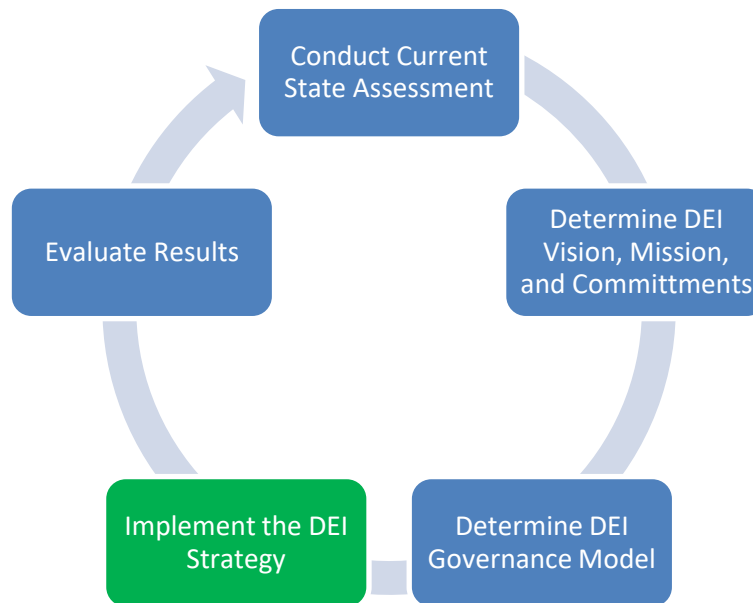 Conduct Current
State Assessment
Determine DEI
Vision, Mission,
and Committments
Determine DEI
Governance Model
Implement the DEI
Strategy
Evaluate Results